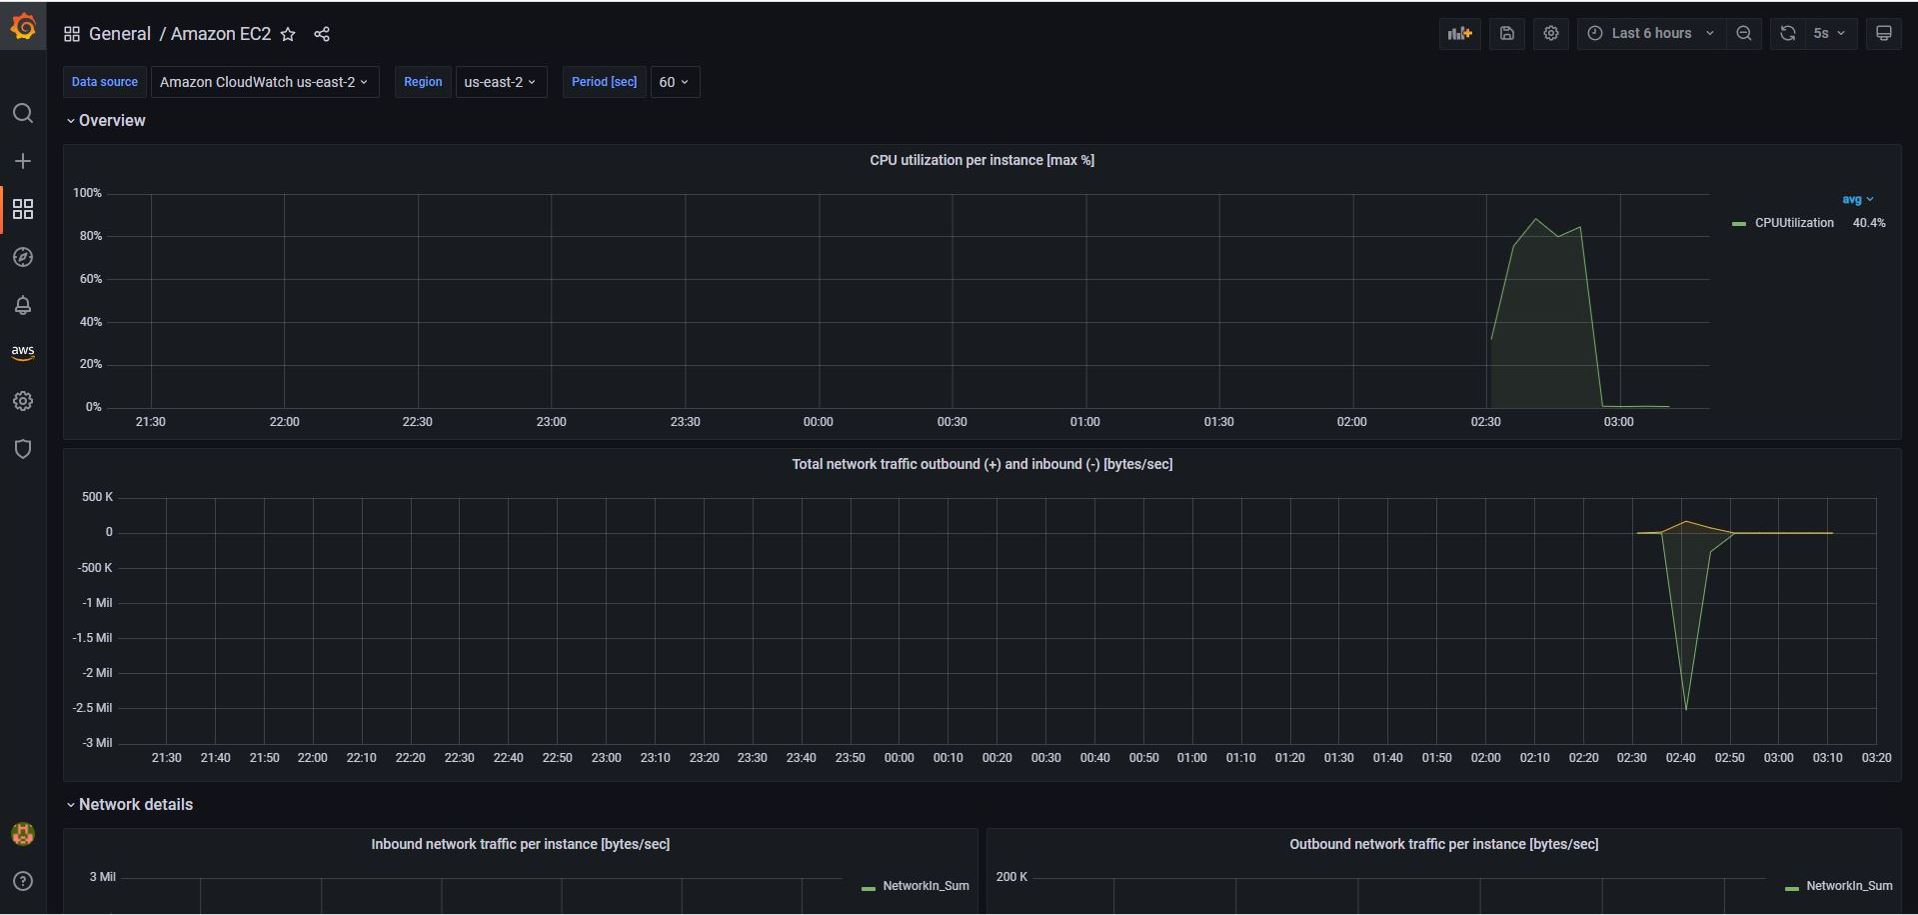 General / Amazon EC2
Last 6 hours
5s
Data source Amazon CloudWatch us-east-2 Region us-east-2 Period [sec] 60
Overview
aws
CPU utilization per instance [max %]
100%
80%
60%
40%
20%
0%
21:30 22:00 22:30 23:00 23:30 00:00 00:30 01:00 01:30 02:00 02:30 03:00
avg
CPUUtilization 40.4%
Total network traffic outbound (+) and inbound (-) [bytes/sec]
500 K
0
-500 K
-1 Mil
-1.5 Mil
-2 Mil
-2.5 Mil
-3 Mil
21:30 21:40 21:50 22:00 22:10 22:20 22:30 22:40 22:50 23:00 23:10 23:20 23:30 23:40 23:50 00:00 00:10 00:20 00:30 00:40 00:50 01:00 01:10 01:20 01:30 01:40 01:50 02:00 02:10 02:20 02:30 02:40 02:50 03:00 03:10 03:20
Network details
Inbound network traffic per instance [bytes/sec]
3 Mil
NetworkIn_Sum
Outbound network traffic per instance [bytes/sec]
200 K
NetworkIn_Sum